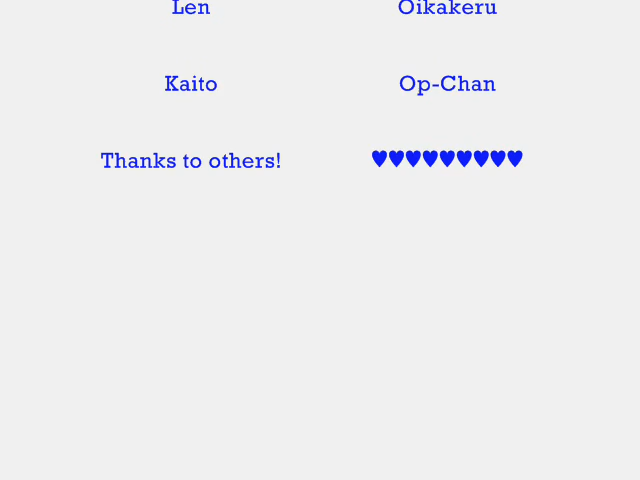 Len Oikakeru
Kaito Op-Chan
Thanks to others! ♥♥♥♥♥♥♥♥♥